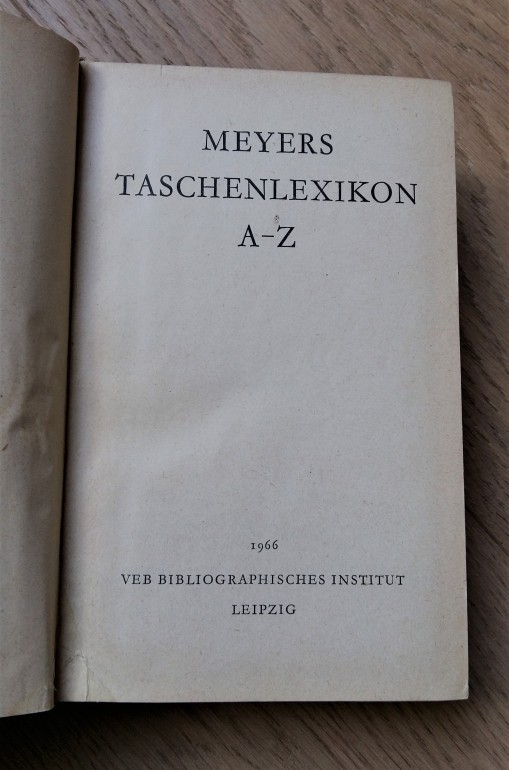 MEYERS
TASCHENLEXIKON
A–Z
1966
VEB BIBLIOGRAPHISCHES INSTITUT
LEIPZIG